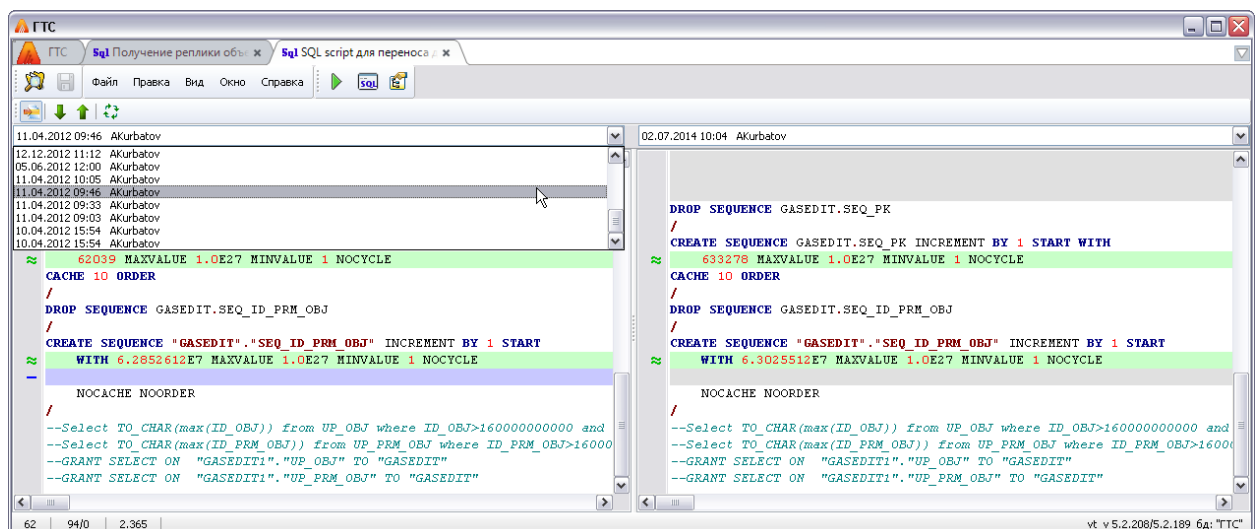 ГТС
ГТС
Sql Получение реплики объе
Sql SQL script для переноса д
Файл Правка Вид Окно Справка
SQL
11.04.2012 09:46 AKurbatov
12.12.2012 11:12 AKurbatov
05.06.2012 12:00 AKurbatov
11.04.2012 10:05 AKurbatov
11.04.2012 09:46 AKurbatov
11.04.2012 09:33 AKurbatov
11.04.2012 09:03 AKurbatov
10.04.2012 15:54 AKurbatov
10.04.2012 15:54 AKurbatov
62039 MAXVALUE 1.0E27 MINVALUE 1 NOCYCLE
CACHE 10 ORDER
/
DROP SEQUENCE GASEDIT.SEQ_ID_PRM_OBJ
/
CREATE SEQUENCE "GASEDIT"."SEQ_ID_PRM_OBJ" INCREMENT BY 1 START
WITH 6.2852612E7 MAXVALUE 1.0E27 MINVALUE 1 NOCYCLE
NOCACHE NOORDER
/
--Select TO_CHAR(max(ID_OBJ)) from UP_OBJ where ID_OBJ>160000000000 and
--Select TO_CHAR(max(ID_PRM_OBJ)) from UP_PRM_OBJ where ID_PRM_OBJ>16000
--GRANT SELECT ON "GASEDIT1"."UP_OBJ" TO "GASEDIT"
--GRANT SELECT ON "GASEDIT1"."UP_PRM_OBJ" TO "GASEDIT"
02.07.2014 10:04 AKurbatov
DROP SEQUENCE GASEDIT.SEQ_PK
/
CREATE SEQUENCE GASEDIT.SEQ_PK INCREMENT BY 1 START WITH
633278 MAXVALUE 1.0E27 MINVALUE 1 NOCYCLE
CACHE 10 ORDER
/
DROP SEQUENCE GASEDIT.SEQ_ID_PRM_OBJ
/
CREATE SEQUENCE "GASEDIT"."SEQ_ID_PRM_OBJ" INCREMENT BY 1 START
WITH 6.3025512E7 MAXVALUE 1.0E27 MINVALUE 1 NOCYCLE
NOCACHE NOORDER
/
--Select TO_CHAR(max(ID_OBJ)) from UP_OBJ where ID_OBJ>160000000000 and
--Select TO_CHAR(max(ID_PRM_OBJ)) from UP_PRM_OBJ where ID_PRM_OBJ>16000
--GRANT SELECT ON "GASEDIT1"."UP_OBJ" TO "GASEDIT"
--GRANT SELECT ON "GASEDIT1"."UP_PRM_OBJ" TO "GASEDIT"
62 94/0 2.365 vt v 5.2.208/5.2.189 бд: "ГТС"